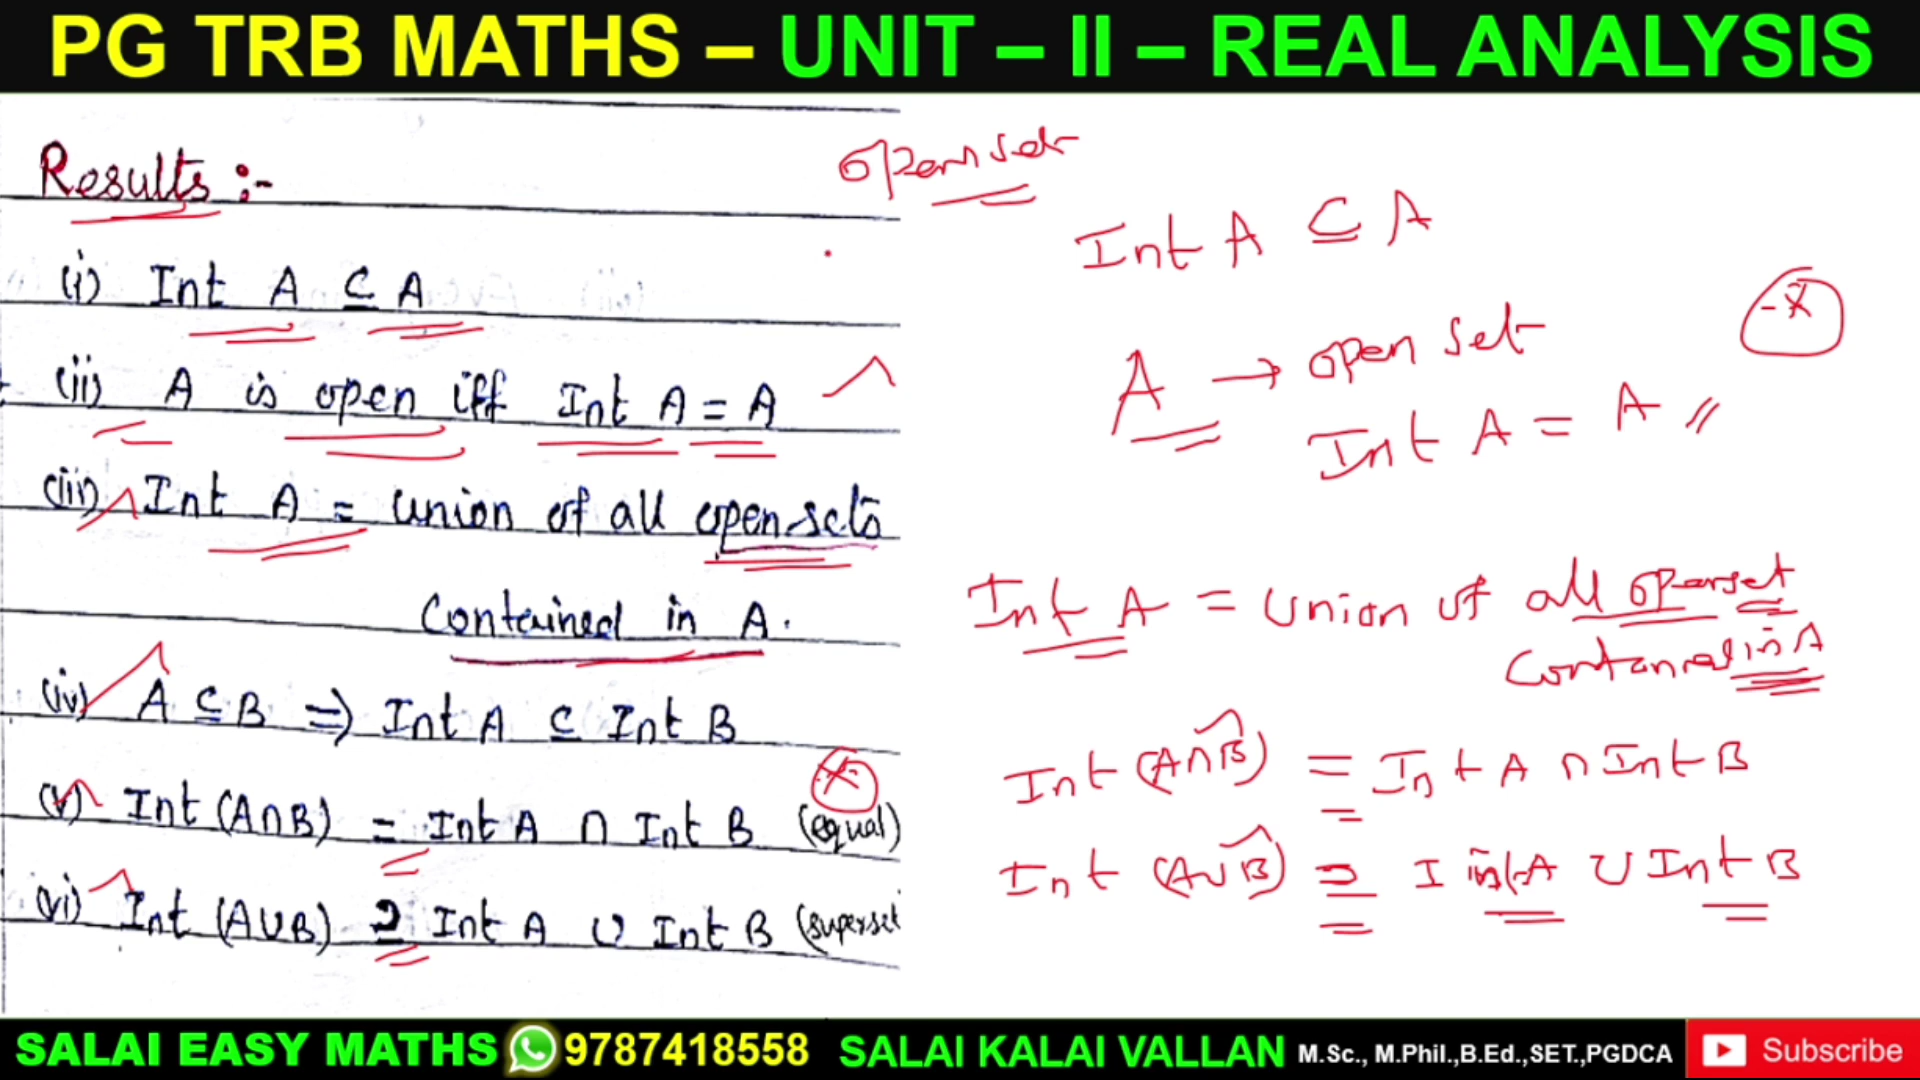 PG TRB MATHS – UNIT – II – REAL ANALYSIS
Results :-
(i) Int A ⊆ A
(ii) A is open iff Int A = A
(iii) Int A = union of all open sets
Contained in A.
(iv) A ⊆ B ⇒ Int A ⊆ Int B
(v) Int (A∩B) = Int A ∩ Int B (equal)
(vi) Int (A∪B) ⊇ Int A ∪ Int B (superset
open set
Int A ⊆ A
A → open set
Int A = A //
Int A = union of all open set
Contained in A
Int (A∩B) = Int A ∩ Int B
Int (A∪B) ⊇ Int A ∪ Int B
SALAI EASY MATHS 9787418558 SALAI KALAI VALLAN M.Sc., M.Phil.,B.Ed.,SET.,PGDCA Subscribe